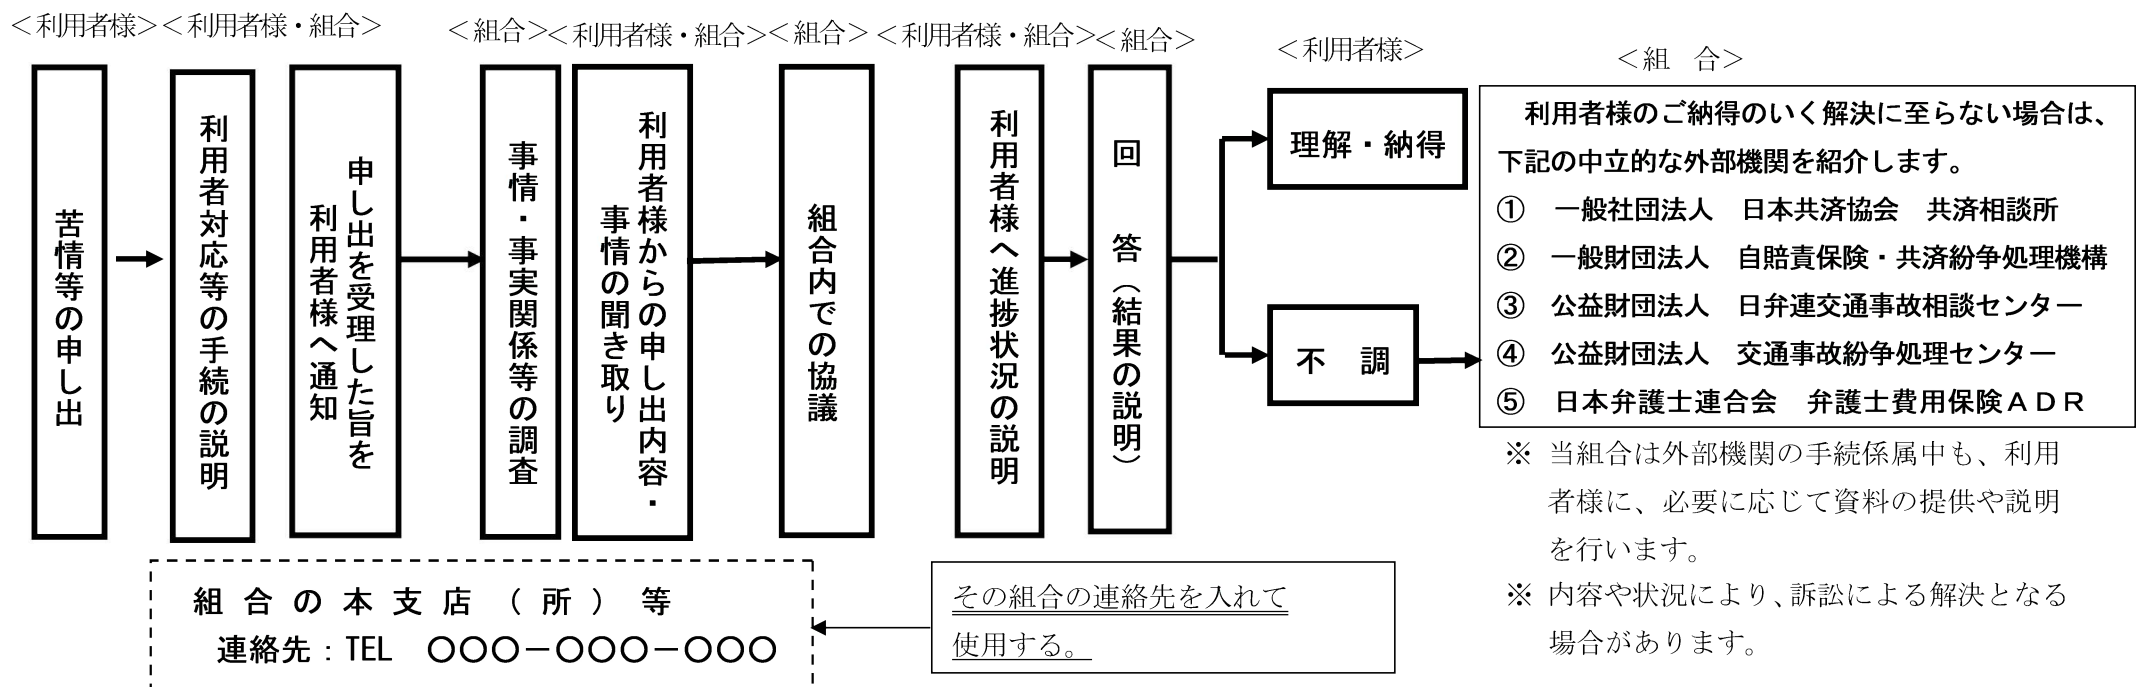 ＜利用者様＞
＜利用者様・組合＞
＜組合＞
＜利用者様・組合＞
＜組合＞
＜利用者様・組合＞
＜組合＞
＜利用者様＞
＜組　合＞
苦情等の申し出
利用者対応等の手続の説明
申し出を受理した旨を
利用者様へ通知
事情・事実関係等の調査
利用者様からの申し出内容・
事情の聞き取り
組合内での協議
利用者様へ進捗状況の説明
回　答（結果の説明）
理解・納得
不　調
利用者様のご納得のいく解決に至らない場合は、
下記の中立的な外部機関を紹介します。
①　一般社団法人　日本共済協会　共済相談所
②　一般財団法人　自賠責保険・共済紛争処理機構
③　公益財団法人　日弁連交通事故相談センター
④　公益財団法人　交通事故紛争処理センター
⑤　日本弁護士連合会　弁護士費用保険ＡＤＲ
※　当組合は外部機関の手続係属中も、利用
者様に、必要に応じて資料の提供や説明
を行います。
※　内容や状況により、訴訟による解決となる
場合があります。
組合の本支店（所）等
連絡先：TEL　〇〇〇－〇〇〇－〇〇〇
その組合の連絡先を入れて
使用する。